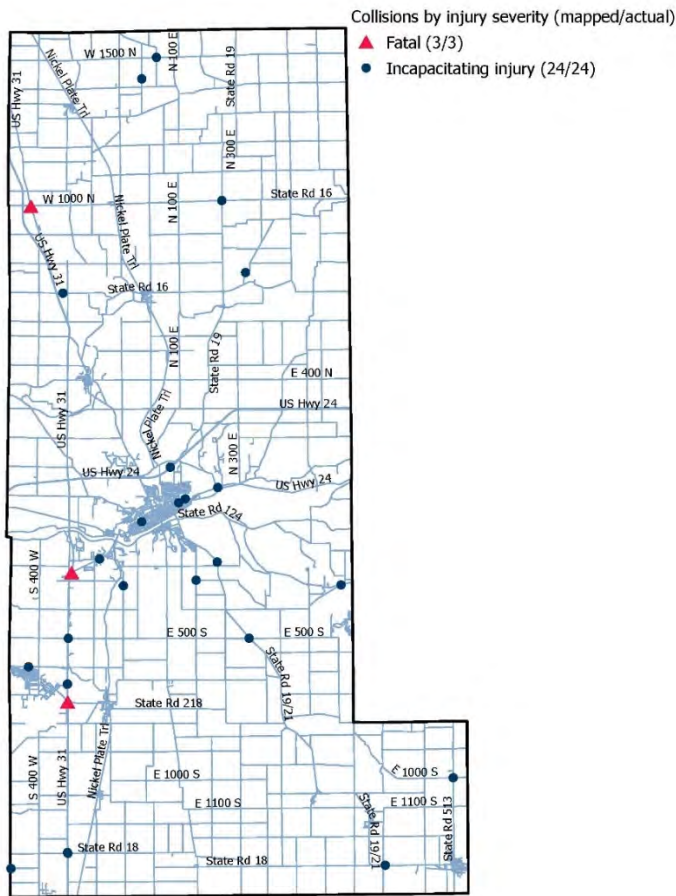 Collisions by injury severity (mapped/actual)
Fatal (3/3)
Incapacitating injury (24/24)
W 1500 N
N 100 E
State Rd 19
Nickel Plate Trl
US Hwy 31
N 300 E
W 1000 N
N 100 E
State Rd 16
Nickel Plate Trl
US Hwy 31
State Rd 16
N 100 E
State Rd 19
E 400 N
US Hwy 31
US Hwy 24
Nickel Plate Trl
N 300 E
US Hwy 24
US Hwy 24
State Rd 124
S 400 W
E 500 S
E 500 S
State Rd 19/21
State Rd 218
Nickel Plate Trl
S 400 W
US Hwy 31
E 1000 S
E 1000 S
E 1100 S
E 1100 S
State Rd 19/21
State Rd 513
State Rd 18
State Rd 18